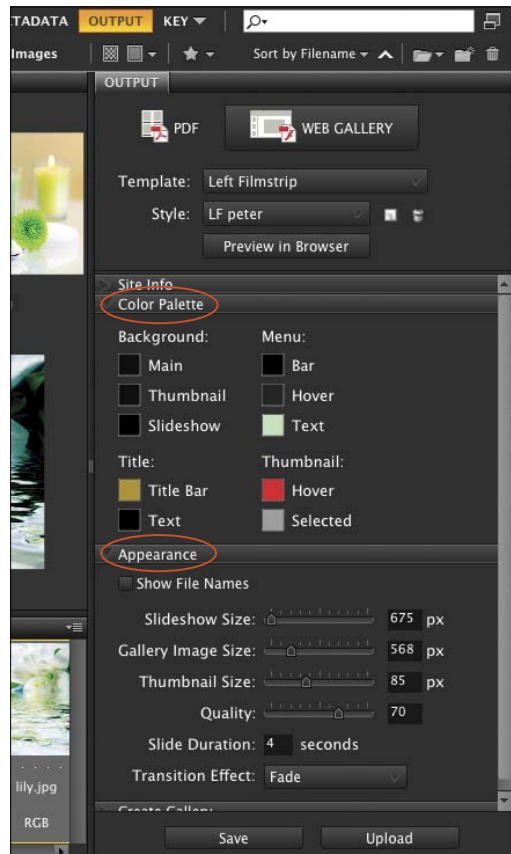 TADATA OUTPUT KEY
Images Sort by Filename
OUTPUT
PDF WEB GALLERY
Template: Left Filmstrip
Style: LF peter
Preview in Browser
Site Info
Color Palette
Background: Menu:
Main Bar
Thumbnail Hover
Slideshow Text
Title: Thumbnail:
Title Bar Hover
Text Selected
Appearance
Show File Names
Slideshow Size: 675 px
Gallery Image Size: 568 px
Thumbnail Size: 85 px
Quality: 70
Slide Duration: 4 seconds
Transition Effect: Fade
lily.jpg
Create Gallery
RGB
Save Upload